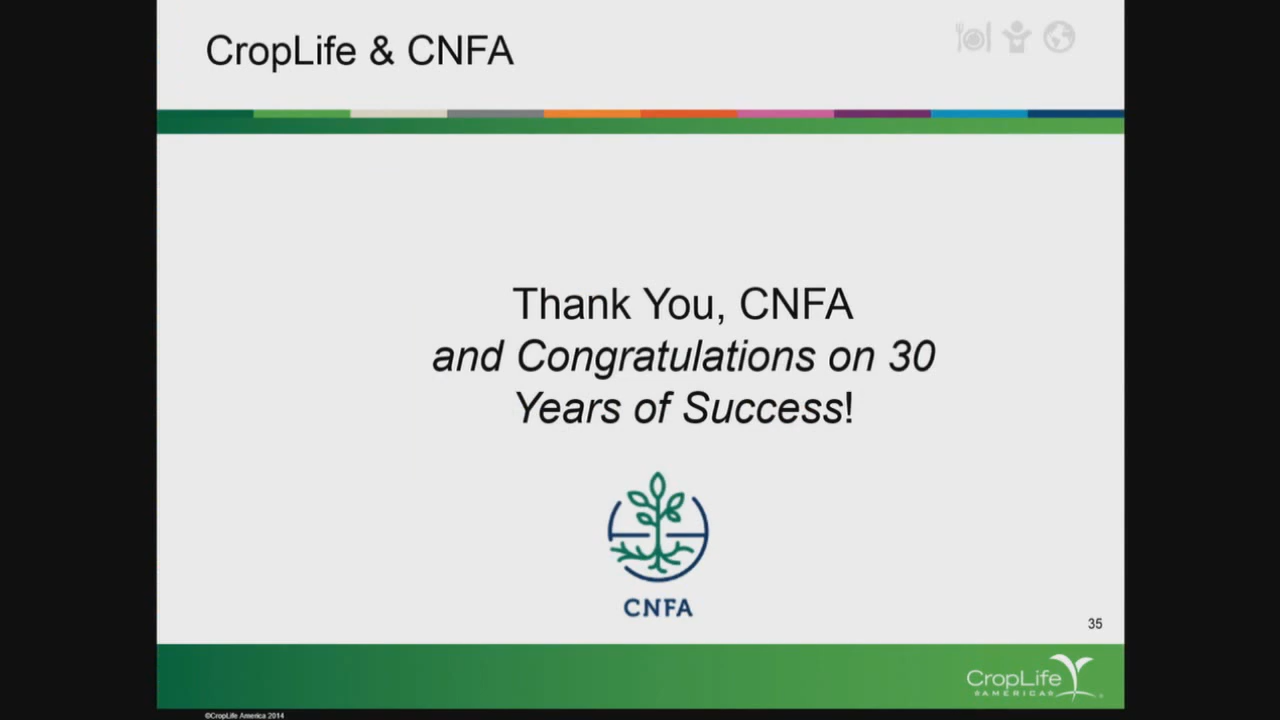 CropLife & CNFA
Thank You, CNFA
and Congratulations on 30
Years of Success!
CNFA
35
CropLife
AMERICA
©CropLife America 2014